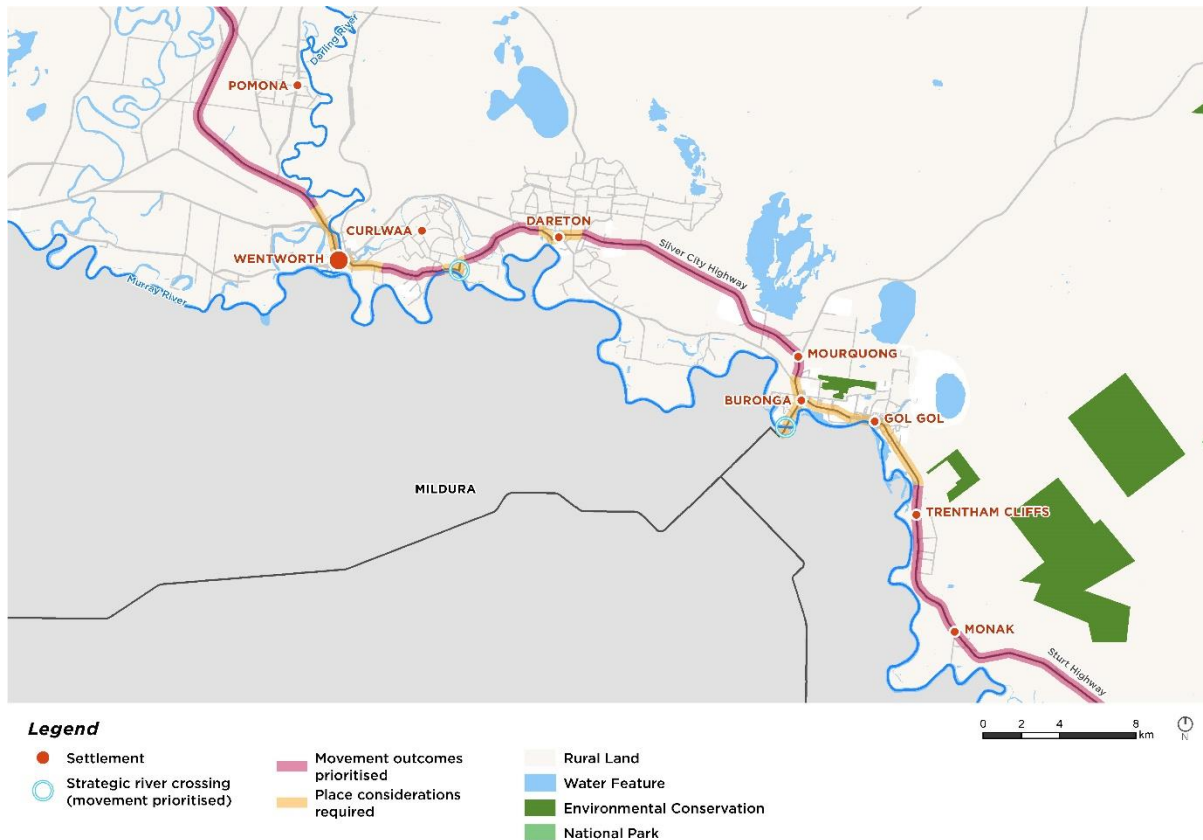 Darling River
POMONA
CURLWAA
DARETON
WENTWORTH
Silver City Highway
Murray River
MOURQUONG
BURONGA
GOL GOL
MILDURA
TRENTHAM CLIFFS
MONAK
Sturt Highway
Legend
Settlement
Strategic river crossing
(movement prioritised)
Movement outcomes
prioritised
Place considerations
required
Rural Land
Water Feature
Environmental Conservation
National Park
0 2 4 8
km
N